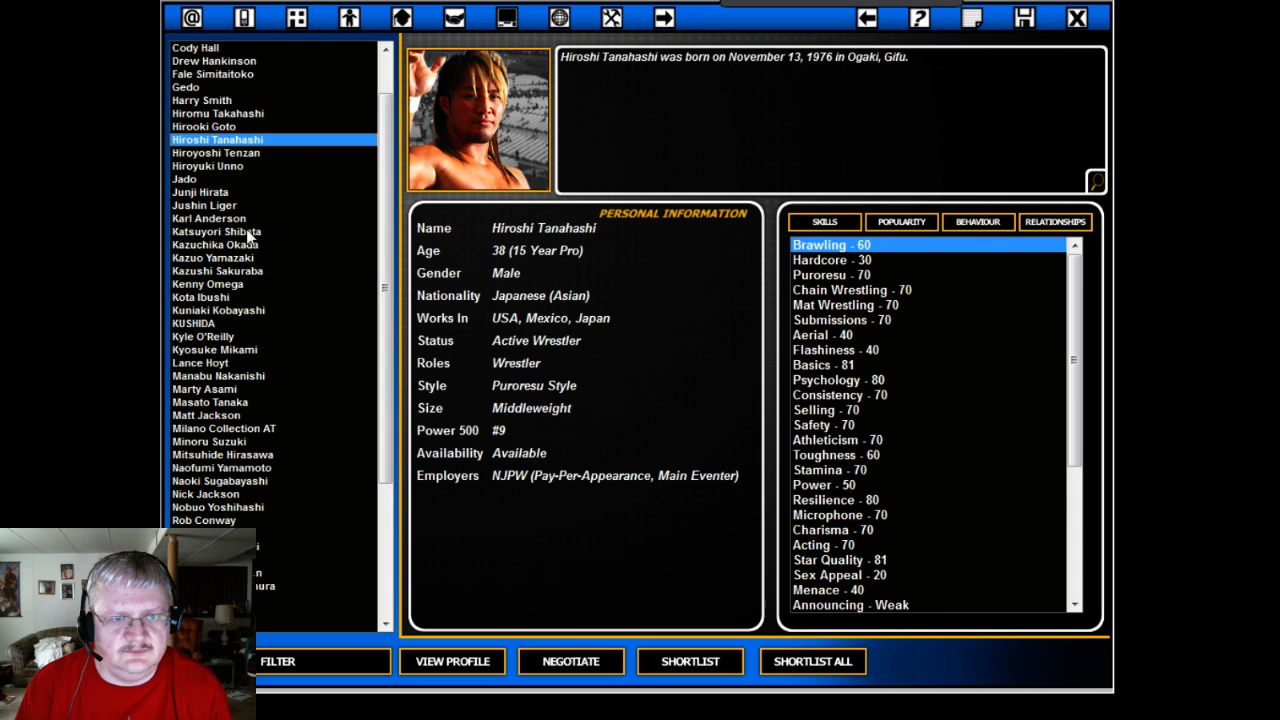 Cody Hall
Drew Hankinson
Fale Simitaitoko
Gedo
Harry Smith
Hiromu Takahashi
Hirooki Goto
Hiroshi Tanahashi
Hiroyoshi Tenzan
Hiroyuki Unno
Jado
Junji Hirata
Jushin Liger
Karl Anderson
Katsuyori Shibata
Kazuchika Okada
Kazuo Yamazaki
Kazushi Sakuraba
Kenny Omega
Kota Ibushi
Kuniaki Kobayashi
KUSHIDA
Kyle O'Reilly
Kyosuke Mikami
Lance Hoyt
Manabu Nakanishi
Marty Asami
Masato Tanaka
Matt Jackson
Milano Collection AT
Minoru Suzuki
Mitsuhide Hirasawa
Naofumi Yamamoto
Naoki Sugabayashi
Nick Jackson
Nobuo Yoshihashi
Rob Conway
FILTER
Hiroshi Tanahashi was born on November 13, 1976 in Ogaki, Gifu.
PERSONAL INFORMATION
Name Hiroshi Tanahashi
Age 38 (15 Year Pro)
Gender Male
Nationality Japanese (Asian)
Works In USA, Mexico, Japan
Status Active Wrestler
Roles Wrestler
Style Puroresu Style
Size Middleweight
Power 500 #9
Availability Available
Employers NJPW (Pay-Per-Appearance, Main Eventer)
SKILLS POPULARITY BEHAVIOUR RELATIONSHIPS
Brawling - 60
Hardcore - 30
Puroresu - 70
Chain Wrestling - 70
Mat Wrestling - 70
Submissions - 70
Aerial - 40
Flashiness - 40
Basics - 81
Psychology - 80
Consistency - 70
Selling - 70
Safety - 70
Athleticism - 70
Toughness - 60
Stamina - 70
Power - 50
Resilience - 80
Microphone - 70
Charisma - 70
Acting - 70
Star Quality - 81
Sex Appeal - 20
Menace - 40
Announcing - Weak
VIEW PROFILE NEGOTIATE SHORTLIST SHORTLIST ALL